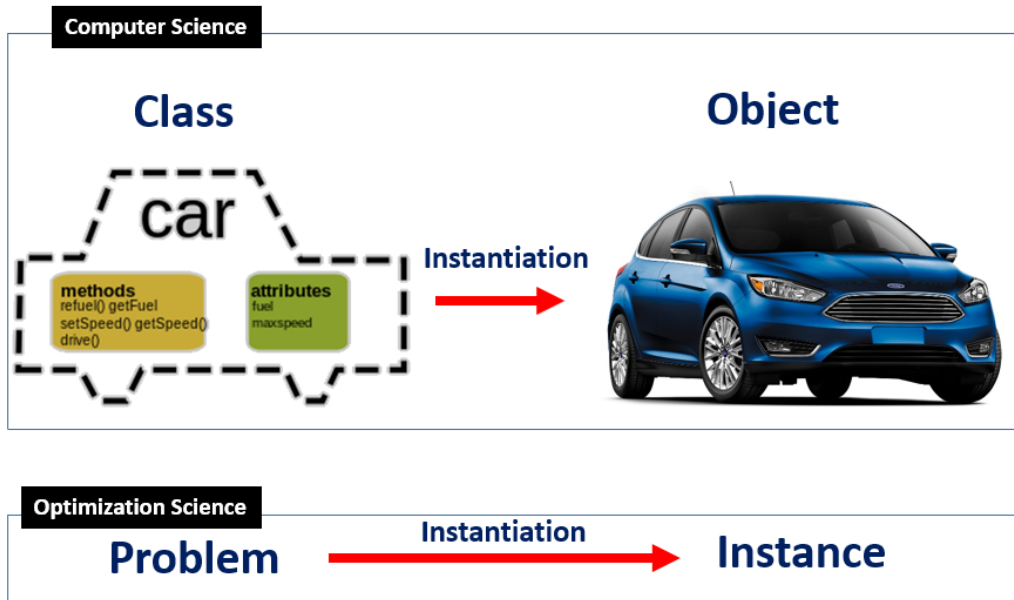 Computer Science
Class
Object
car
Instantiation
methods
refuel() getFuel
setSpeed() getSpeed()
drive()
attributes
fuel
maxspeed
Ford
Optimization Science
Instantiation
Problem
Instance